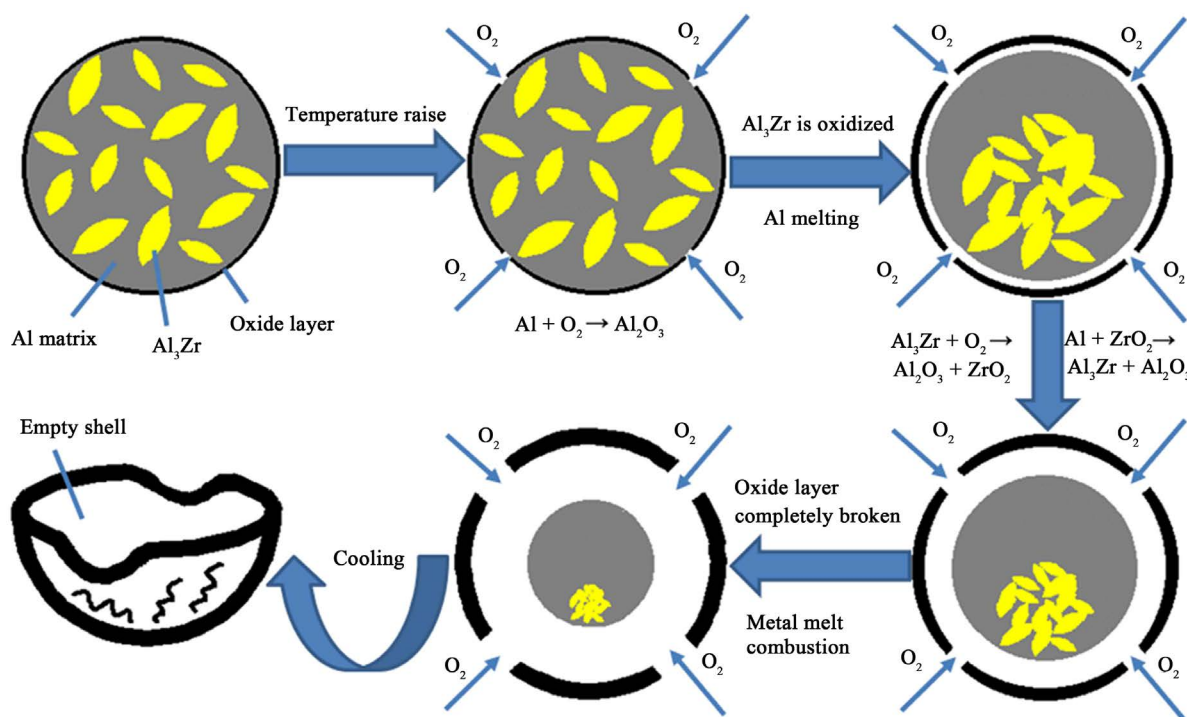 O₂
O₂
O₂
O₂
Temperature raise
Al₃Zr is oxidized
Al melting
O₂
O₂
O₂
O₂
Al matrix
Al₃Zr
Oxide layer
Al + O₂ → Al₂O₃
Al₃Zr + O₂ →
Al₂O₃ + ZrO₂
Al + ZrO₂ →
Al₃Zr + Al₂O₃
Empty shell
O₂
O₂
O₂
O₂
Oxide layer
completely broken
Cooling
Metal melt
combustion
O₂
O₂
O₂
O₂